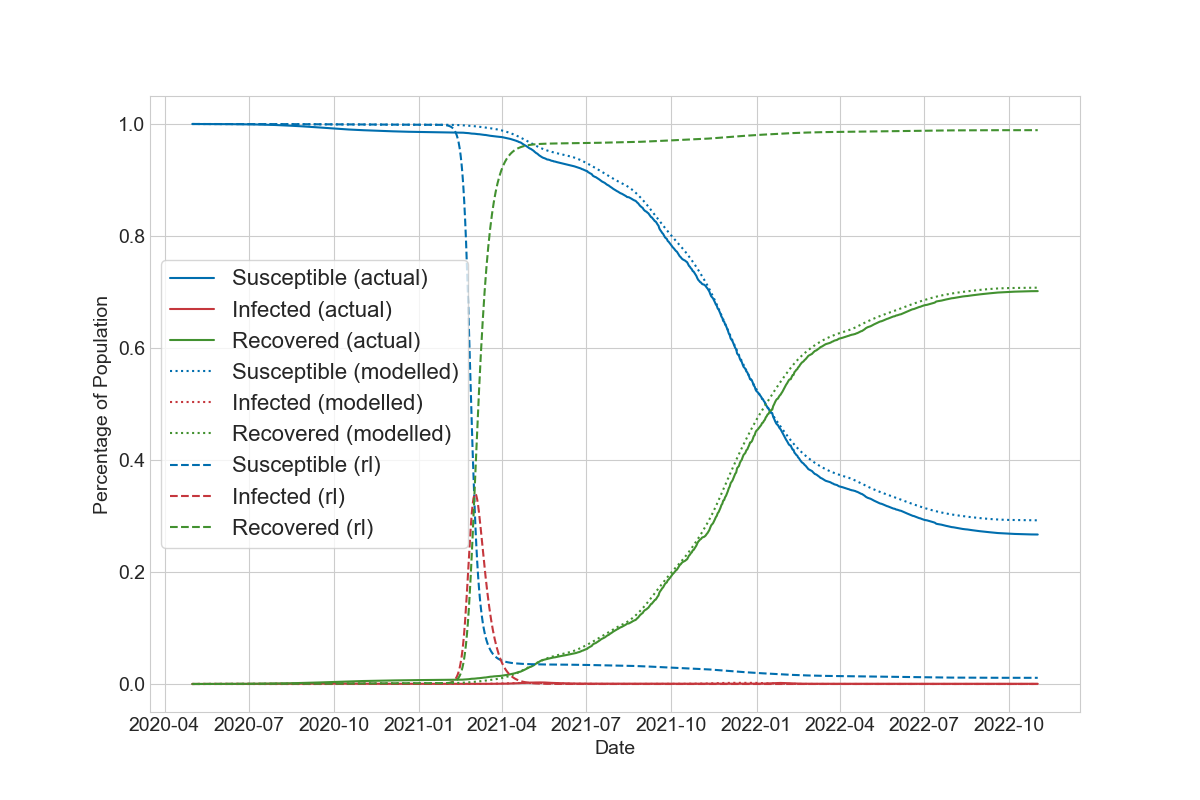 1.0
0.8
0.6
0.4
0.2
0.0
Percentage of Population
Susceptible (actual)
Infected (actual)
Recovered (actual)
Susceptible (modelled)
Infected (modelled)
Recovered (modelled)
Susceptible (rl)
Infected (rl)
Recovered (rl)
2020-04 2020-07 2020-10 2021-01 2021-04 2021-07 2021-10 2022-01 2022-04 2022-07 2022-10
Date